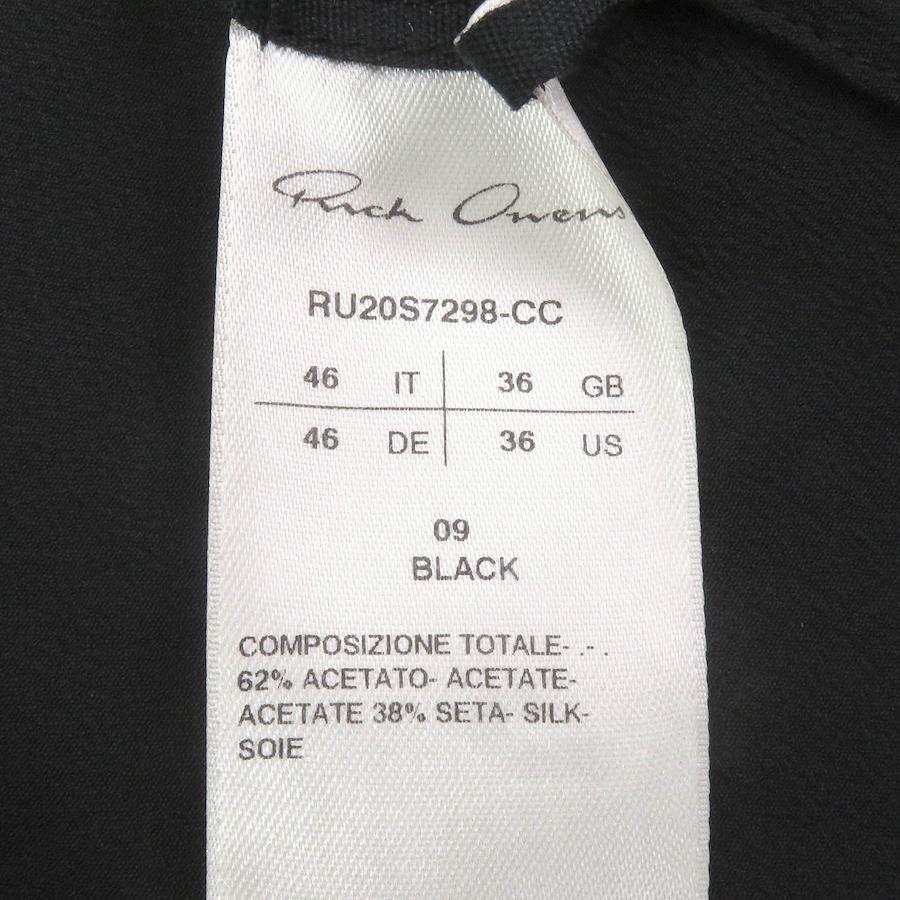 Rick Owens
RU20S7298-CC
46 IT 36 GB
46 DE 36 US
09
BLACK
COMPOSIZIONE TOTALE- .- .
62% ACETATO- ACETATE-
ACETATE 38% SETA- SILK-
SOIE